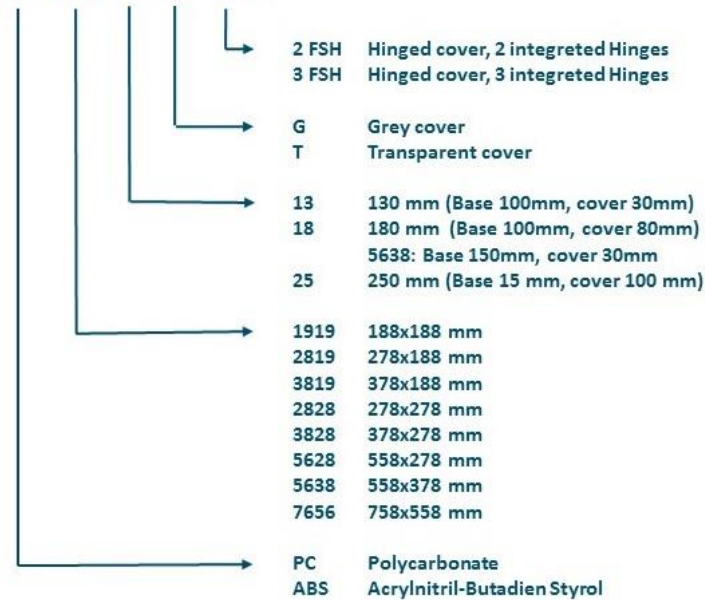 2 FSH Hinged cover, 2 integreted Hinges
3 FSH Hinged cover, 3 integreted Hinges
G Grey cover
T Transparent cover
13 130 mm (Base 100mm, cover 30mm)
18 180 mm (Base 100mm, cover 80mm)
5638: Base 150mm, cover 30mm
25 250 mm (Base 15 mm, cover 100 mm)
1919 188x188 mm
2819 278x188 mm
3819 378x188 mm
2828 278x278 mm
3828 378x278 mm
5628 558x278 mm
5638 558x378 mm
7656 758x558 mm
PC Polycarbonate
ABS Acrylnitril-Butadien Styrol